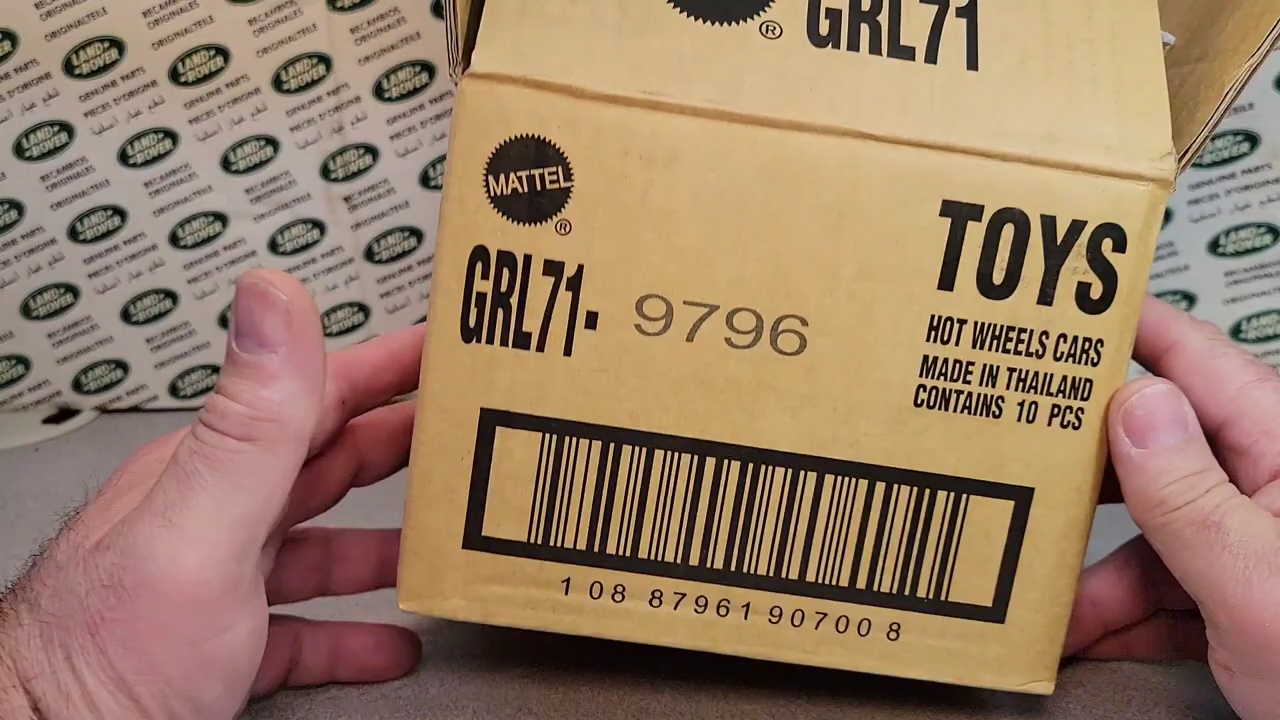 ® GRL71
MATTEL
®
GRL71- 9796
TOYS
HOT WHEELS CARS
MADE IN THAILAND
CONTAINS 10 PCS
1 08 87961 90700 8
LAND ROVER
GENUINE PARTS
PIECES D'ORIGINE
RECAMBIOS ORIGINALES
ORIGINALTEILE